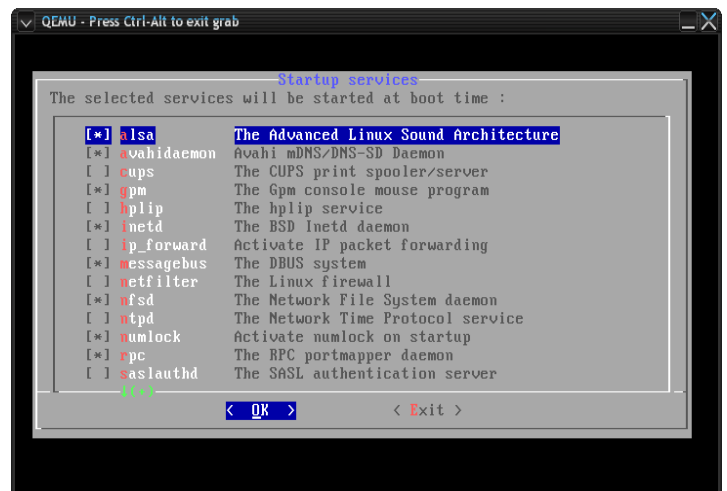 QEMU - Press Ctrl-Alt to exit grab
Startup services
The selected services will be started at boot time :
[*] alsa The Advanced Linux Sound Architecture
[*] avahidaemon Avahi mDNS/DNS-SD Daemon
[ ] cups The CUPS print spooler/server
[*] gpm The Gpm console mouse program
[ ] hplip The hplip service
[*] inetd The BSD Inetd daemon
[ ] ip_forward Activate IP packet forwarding
[*] messagebus The DBUS system
[ ] netfilter The Linux firewall
[*] nfsd The Network File System daemon
[ ] ntpd The Network Time Protocol service
[*] numlock Activate numlock on startup
[*] rpc The RPC portmapper daemon
[ ] saslauthd The SASL authentication server
↓(+)
< OK > < Exit >